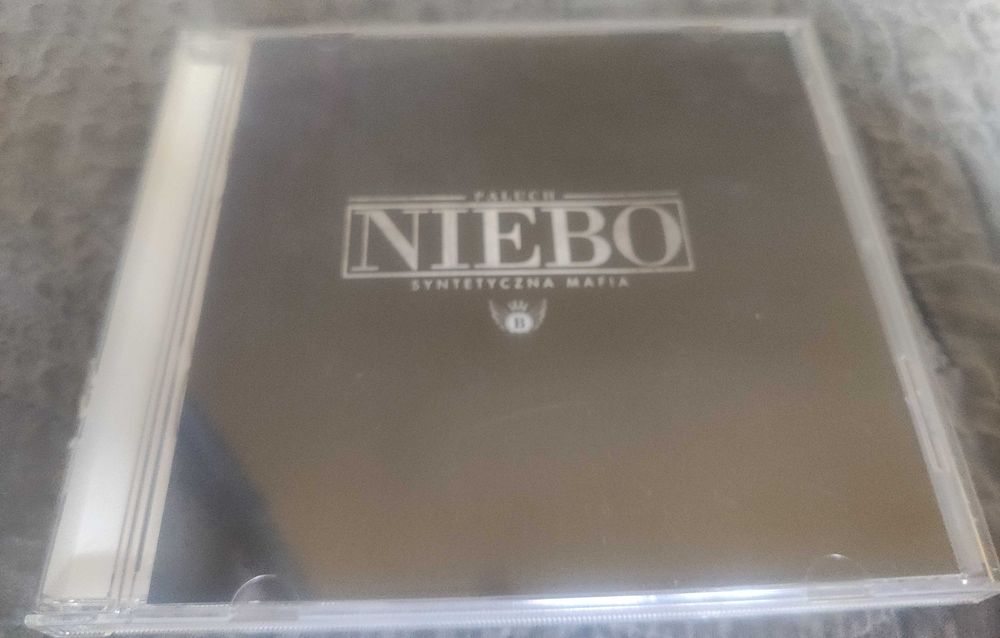 PALUCH
NIEBO
SYNTETYCZNA MAFIA
B